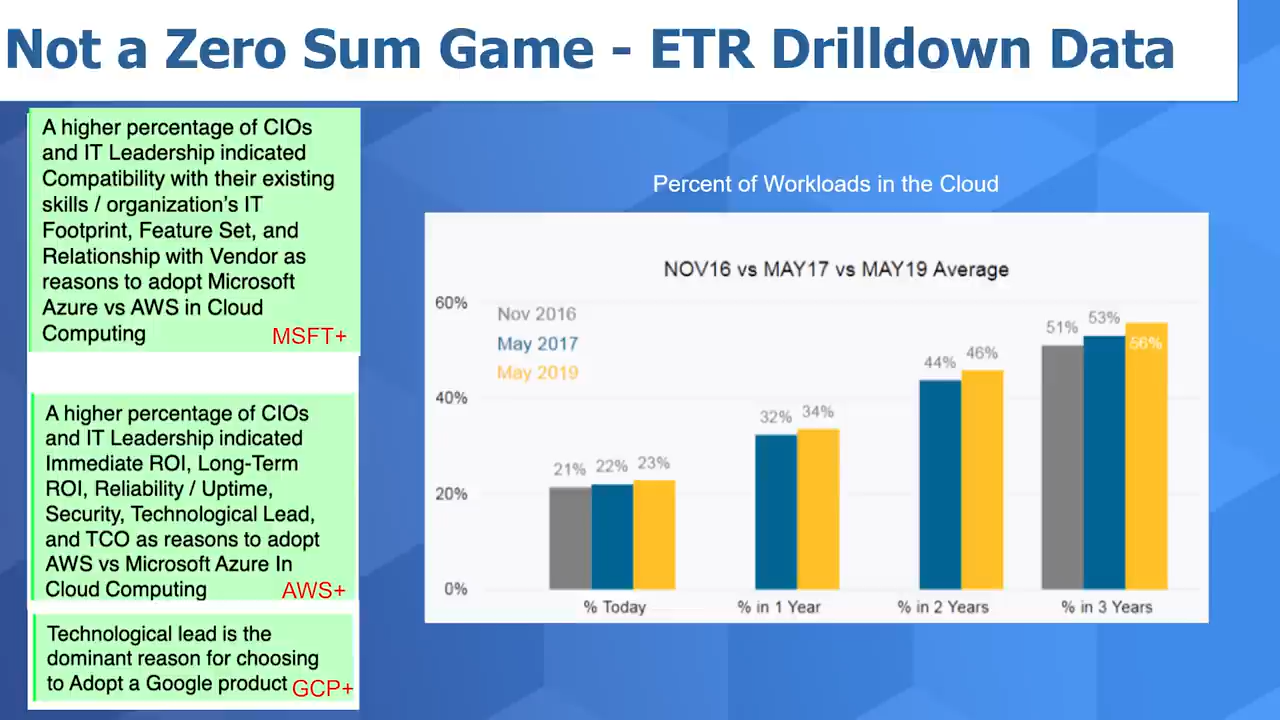 Not a Zero Sum Game - ETR Drilldown Data
A higher percentage of CIOs
and IT Leadership indicated
Compatibility with their existing
skills / organization's IT
Footprint, Feature Set, and
Relationship with Vendor as
reasons to adopt Microsoft
Azure vs AWS in Cloud
Computing MSFT+
A higher percentage of CIOs
and IT Leadership indicated
Immediate ROI, Long-Term
ROI, Reliability / Uptime,
Security, Technological Lead,
and TCO as reasons to adopt
AWS vs Microsoft Azure In
Cloud Computing AWS+
Technological lead is the
dominant reason for choosing
to Adopt a Google product GCP+
Percent of Workloads in the Cloud
NOV16 vs MAY17 vs MAY19 Average
60%
40%
20%
0%
Nov 2016
May 2017
May 2019
21% 22% 23%
32% 34%
44% 46%
51% 53% 56%
% Today % in 1 Year % in 2 Years % in 3 Years